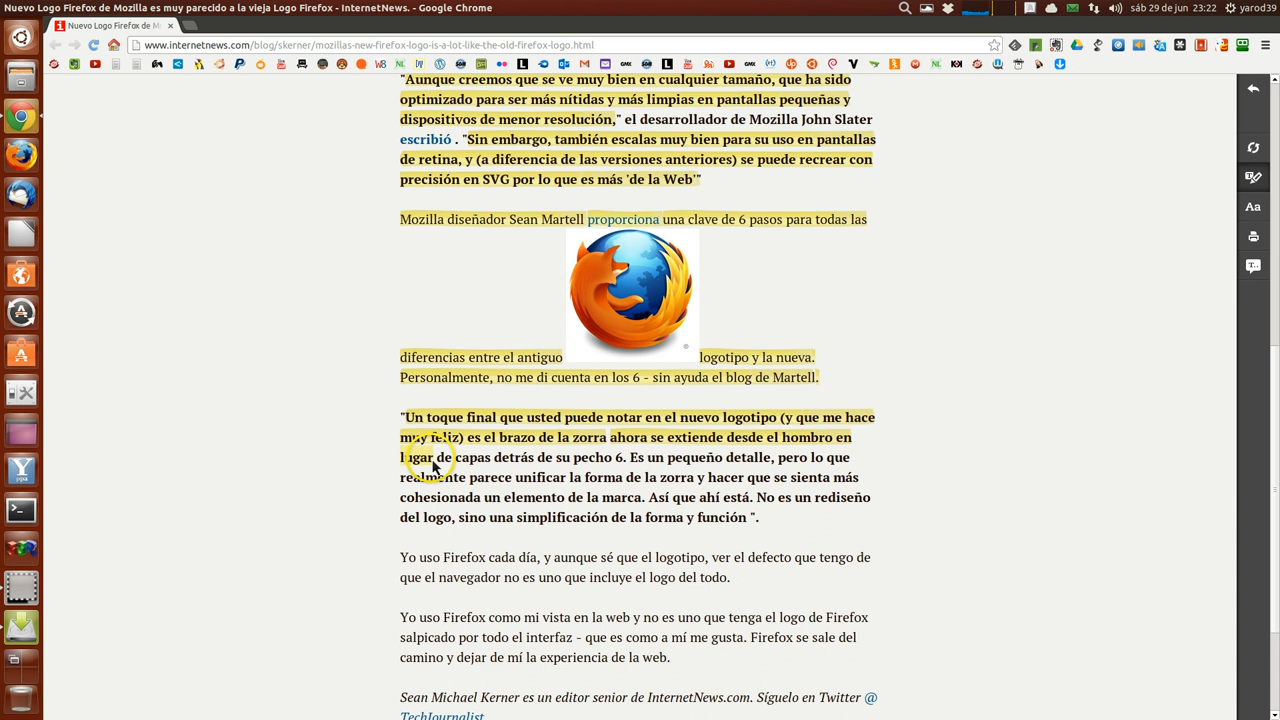 Nuevo Logo Firefox de Mozilla es muy parecido a la vieja Logo Firefox - InternetNews. - Google Chrome
sáb 29 de jun 23:22 yarod39
Nuevo Logo Firefox de M
www.internetnews.com/blog/skerner/mozillas-new-firefox-logo-is-a-lot-like-the-old-firefox-logo.html
"Aunque creemos que se ve muy bien en cualquier tamaño, que ha sido
optimizado para ser más nítidas y más limpias en pantallas pequeñas y
dispositivos de menor resolución," el desarrollador de Mozilla John Slater
escribió . "Sin embargo, también escalas muy bien para su uso en pantallas
de retina, y (a diferencia de las versiones anteriores) se puede recrear con
precisión en SVG por lo que es más 'de la Web'"
Mozilla diseñador Sean Martell proporciona una clave de 6 pasos para todas las
diferencias entre el antiguo logotipo y la nueva.
Personalmente, no me di cuenta en los 6 - sin ayuda el blog de Martell.
"Un toque final que usted puede notar en el nuevo logotipo (y que me hace
muy feliz) es el brazo de la zorra ahora se extiende desde el hombro en
lugar de capas detrás de su pecho 6. Es un pequeño detalle, pero lo que
realmente parece unificar la forma de la zorra y hacer que se sienta más
cohesionada un elemento de la marca. Así que ahí está. No es un rediseño
del logo, sino una simplificación de la forma y función ".
Yo uso Firefox cada día, y aunque sé que el logotipo, ver el defecto que tengo de
que el navegador no es uno que incluye el logo del todo.
Yo uso Firefox como mi vista en la web y no es uno que tenga el logo de Firefox
salpicado por todo el interfaz - que es como a mí me gusta. Firefox se sale del
camino y dejar de mí la experiencia de la web.
Sean Michael Kerner es un editor senior de InternetNews.com. Síguelo en Twitter @
TechJournalist.
Aa